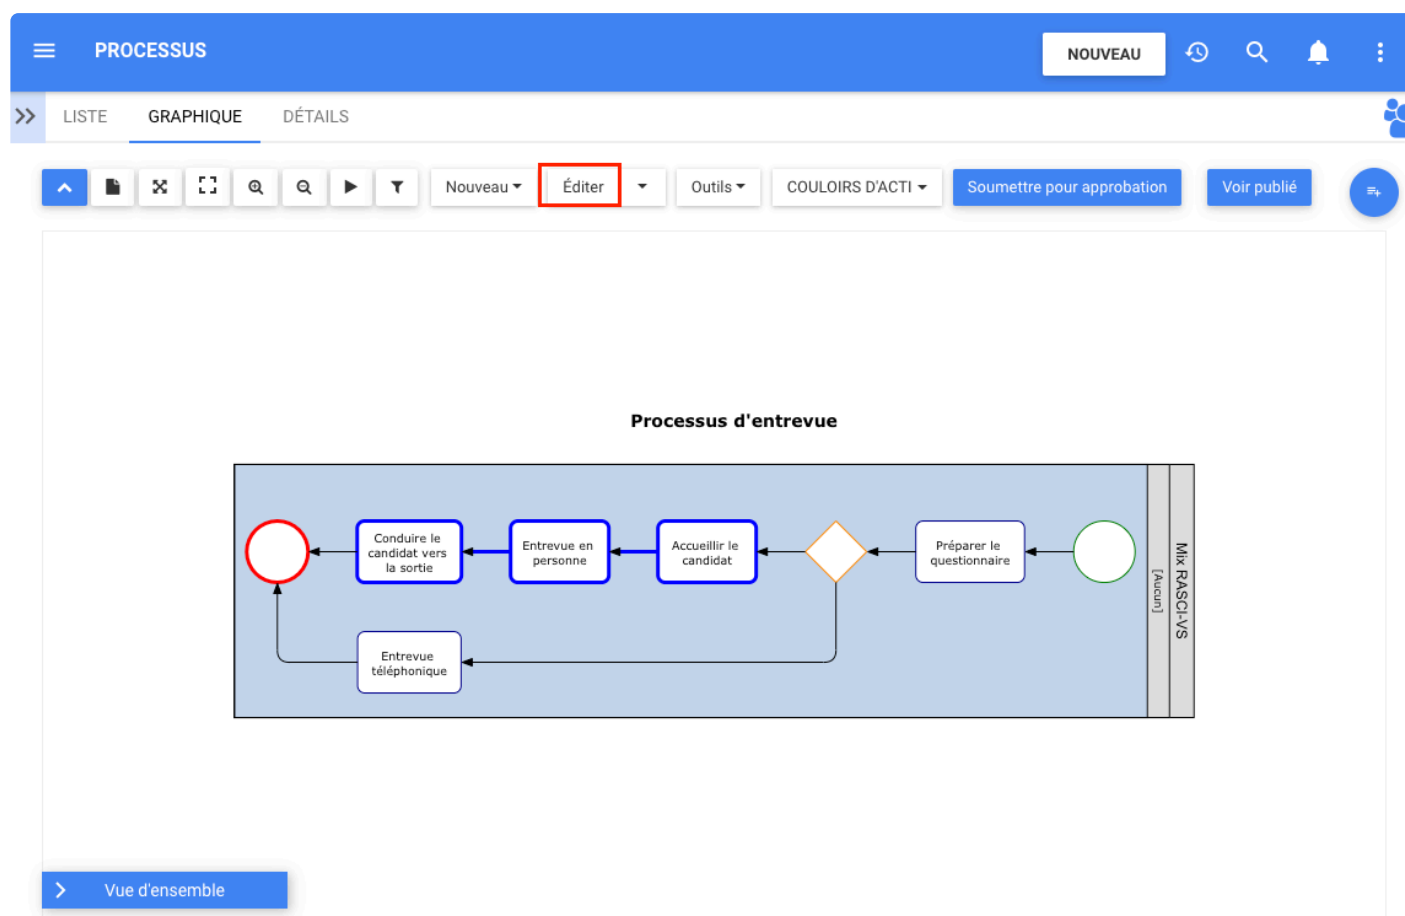 PROCESSUS
NOUVEAU
LISTE
GRAPHIQUE
DÉTAILS
Nouveau
Éditer
Outils
COULOIRS D'ACTI
Soumettre pour approbation
Voir publié
Processus d'entrevue
Conduire le
candidat vers
la sortie
Entrevue en
personne
Accueillir le
candidat
Préparer le
questionnaire
[Aucun]
Mix RASCI-VS
Entrevue
téléphonique
Vue d'ensemble